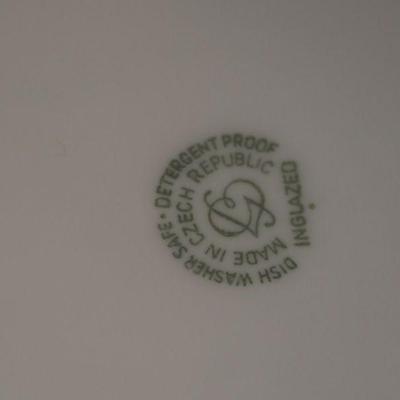 DISH WASHER SAFE • DETERGENT PROOF
MADE IN CZECH REPUBLIC
INGLAZED